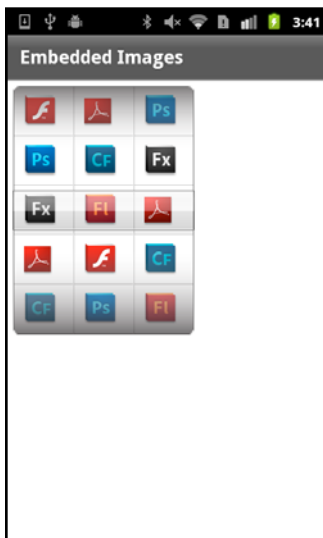 3:41
Embedded Images
Ps
Ps CF Fx
Fx Fl
CF
CF Ps Fl